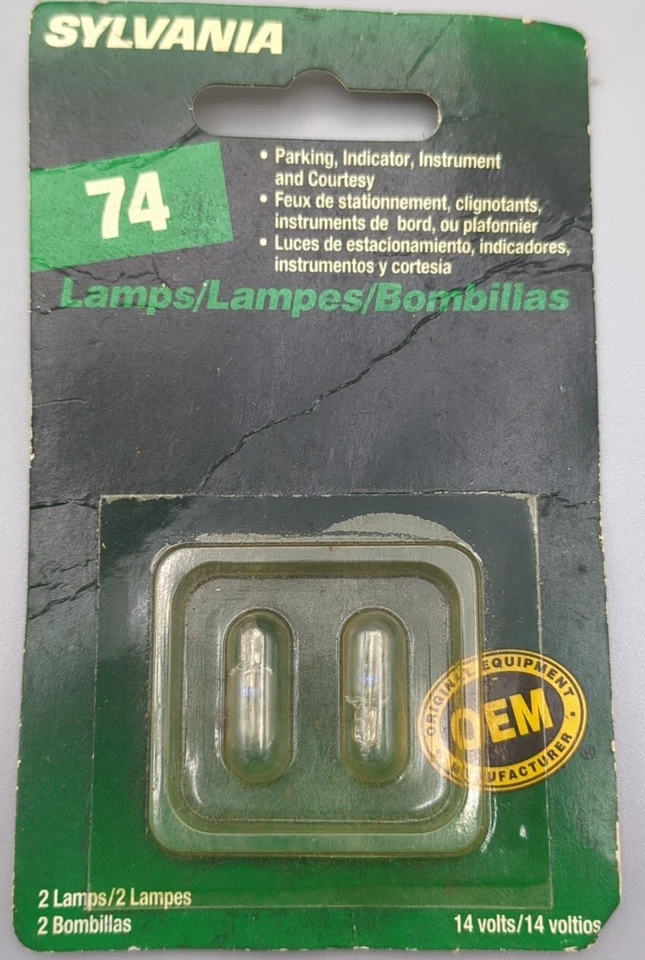 SYLVANIA
74
• Parking, Indicator, Instrument
and Courtesy
• Feux de stationnement, clignotants,
instruments de bord, ou plafonnier
• Luces de estacionamiento, indicadores,
instrumentos y cortesía
Lamps/Lampes/Bombillas
ORIGINAL EQUIPMENT
OEM
MANUFACTURER
®
2 Lamps/2 Lampes
2 Bombillas
14 volts/14 voltios